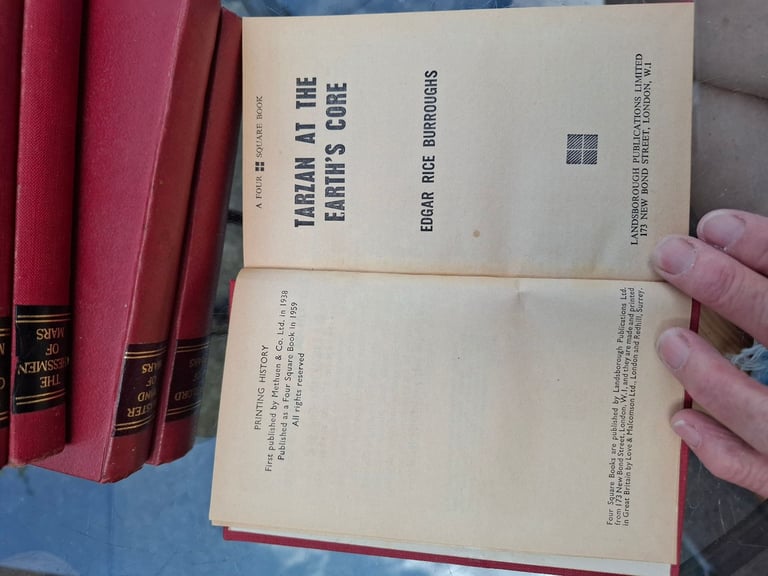 A FOUR SQUARE BOOK
TARZAN AT THE
EARTH'S CORE
EDGAR RICE BURROUGHS
LANDSBOROUGH PUBLICATIONS LIMITED
173 NEW BOND STREET, LONDON, W.1
PRINTING HISTORY
First published by Methuen & Co. Ltd. in 1938
Published as a Four Square Book in 1959
All rights reserved
Four Square Books are published by Landsborough Publications Ltd.
from 173 New Bond Street, London, W.1, and they are made and printed
in Great Britain by Love & Malcomson Ltd., London and Redhill, Surrey.
THE
ESSMEN
OF
MARS
STER
ND
OF
ARS